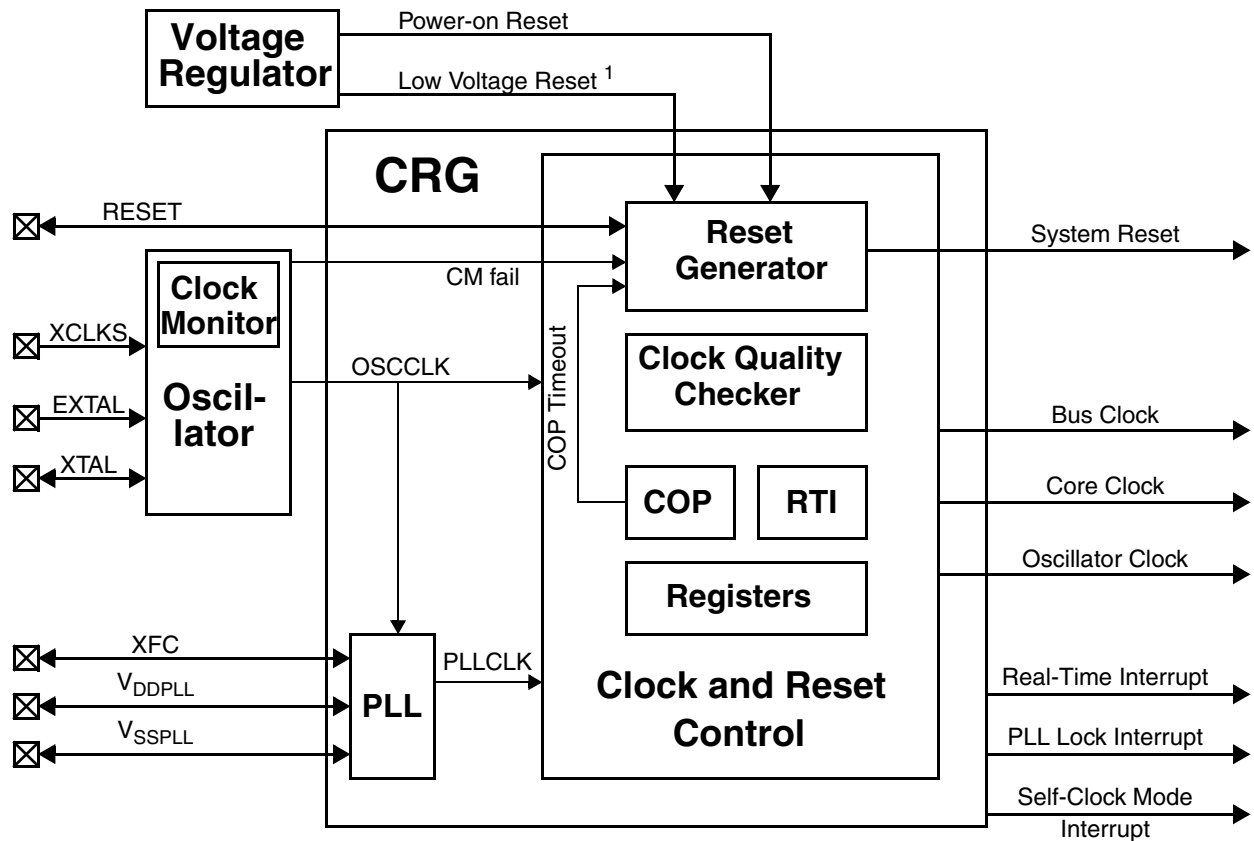 Voltage
Regulator
Power-on Reset
Low Voltage Reset 1
CRG
RESET
Reset
Generator
System Reset
CM fail
Clock
Monitor
XCLKS
Oscil-
lator
EXTAL
XTAL
OSCCLK
COP Timeout
Clock Quality
Checker
Bus Clock
COP
RTI
Core Clock
Oscillator Clock
Registers
XFC
VDDPLL
VSSPLL
PLL
PLLCLK
Clock and Reset
Control
Real-Time Interrupt
PLL Lock Interrupt
Self-Clock Mode
Interrupt